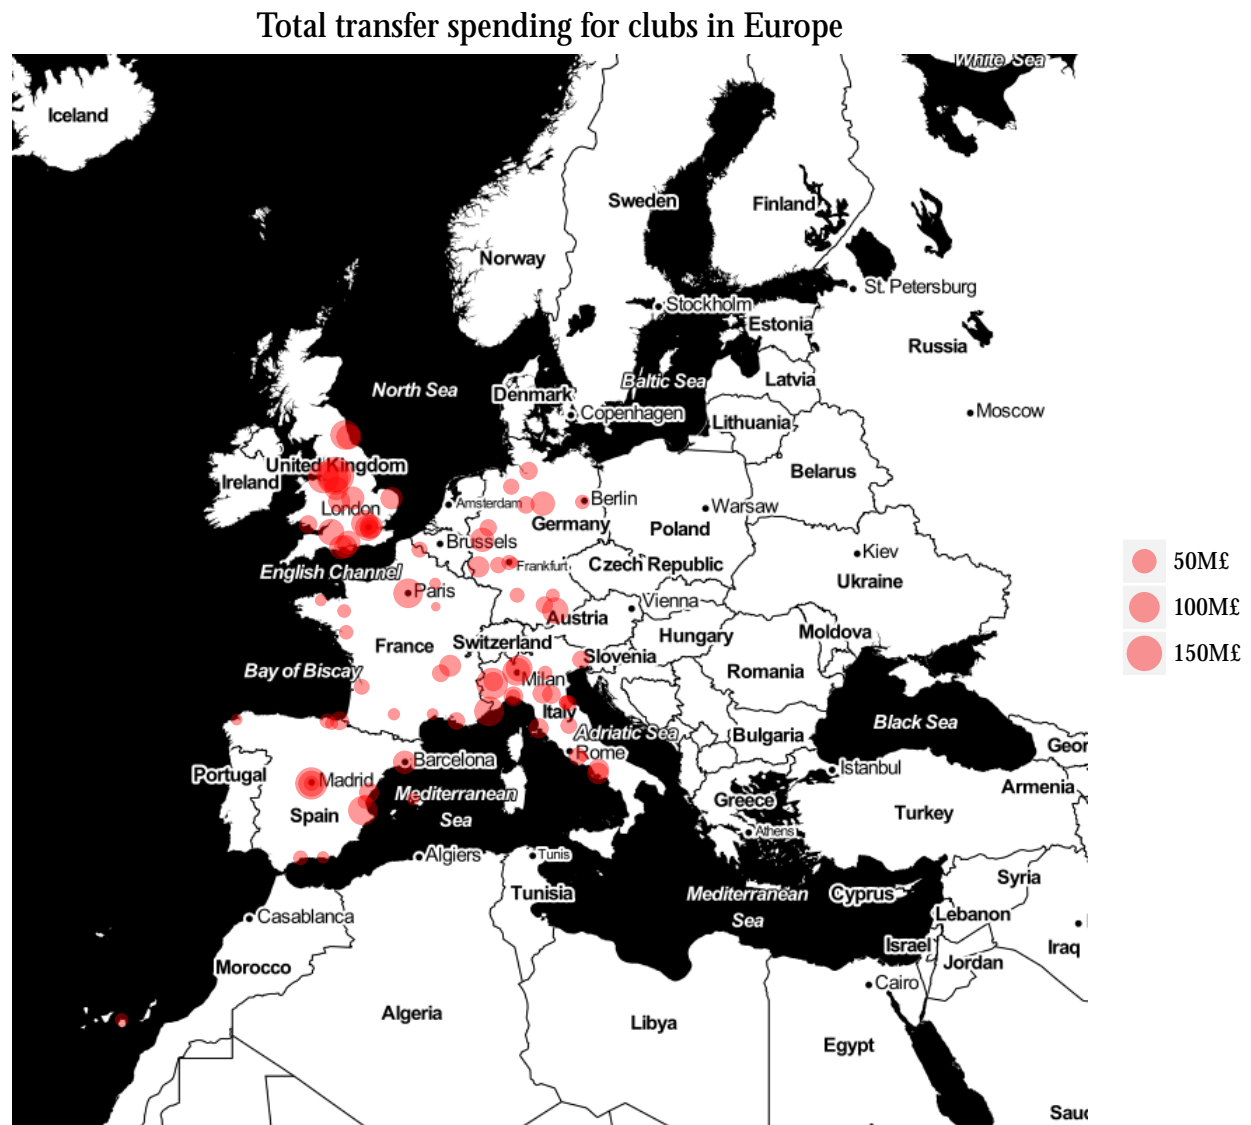 Total transfer spending for clubs in Europe
White Sea
Iceland
Sweden
Finland
Norway
St. Petersburg
Stockholm
Estonia
Russia
North Sea
Baltic Sea
Latvia
Denmark
Copenhagen
Moscow
Lithuania
United Kingdom
Ireland
Belarus
Amsterdam
Berlin
London
Warsaw
Germany
Poland
Brussels
Kiev
50M£
English Channel
Frankfurt
Czech Republic
Ukraine
Paris
Vienna
100M£
Austria
France
Switzerland
Hungary
Moldova
Slovenia
150M£
Bay of Biscay
Milan
Romania
Italy
Black Sea
Adriatic Sea
Bulgaria
Geor
Rome
Portugal
Madrid
Barcelona
Istanbul
Armenia
Mediterranean
Sea
Spain
Greece
Turkey
Athens
Algiers
Tunis
Syria
Tunisia
Mediterranean
Sea
Cyprus
Lebanon
Casablanca
Israel
Iraq
Morocco
Jordan
Cairo
Algeria
Libya
Egypt
Sauc